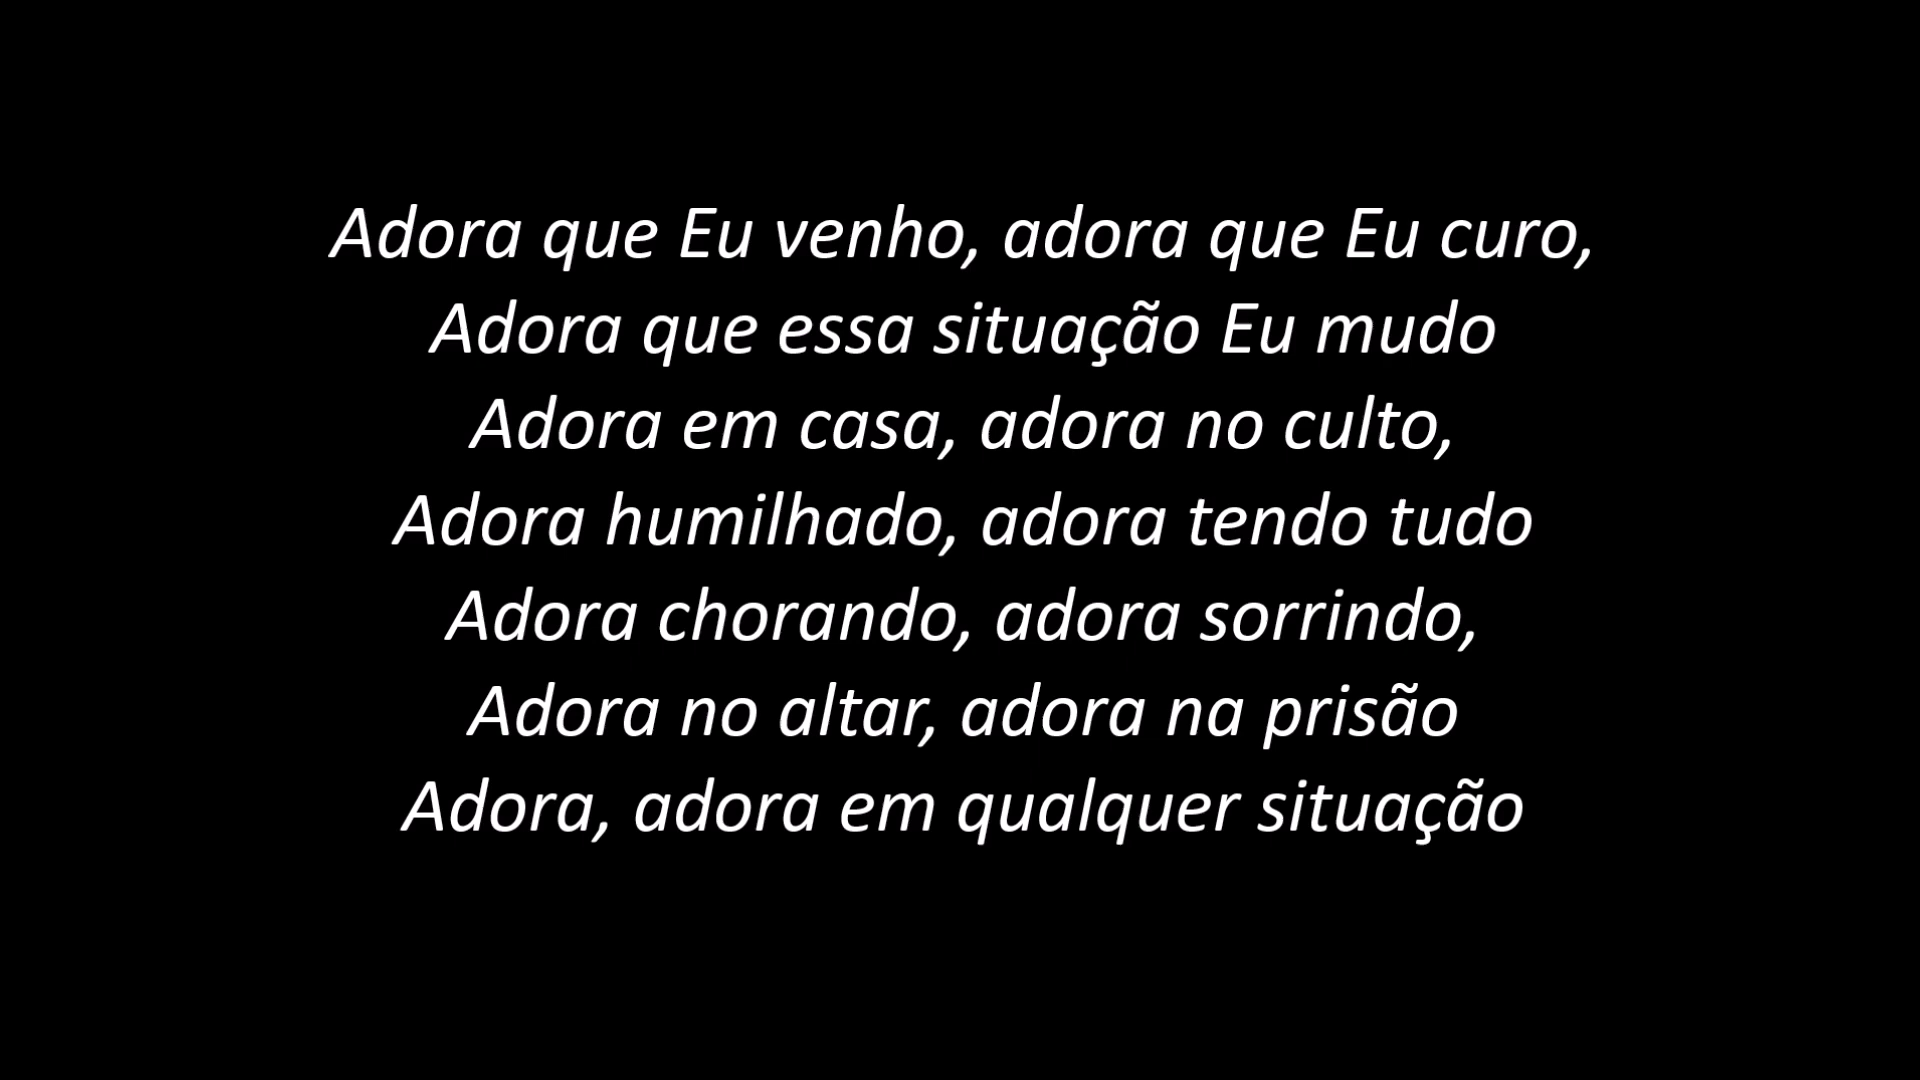 Adora que Eu venho, adora que Eu curo,
Adora que essa situação Eu mudo
Adora em casa, adora no culto,
Adora humilhado, adora tendo tudo
Adora chorando, adora sorrindo,
Adora no altar, adora na prisão
Adora, adora em qualquer situação